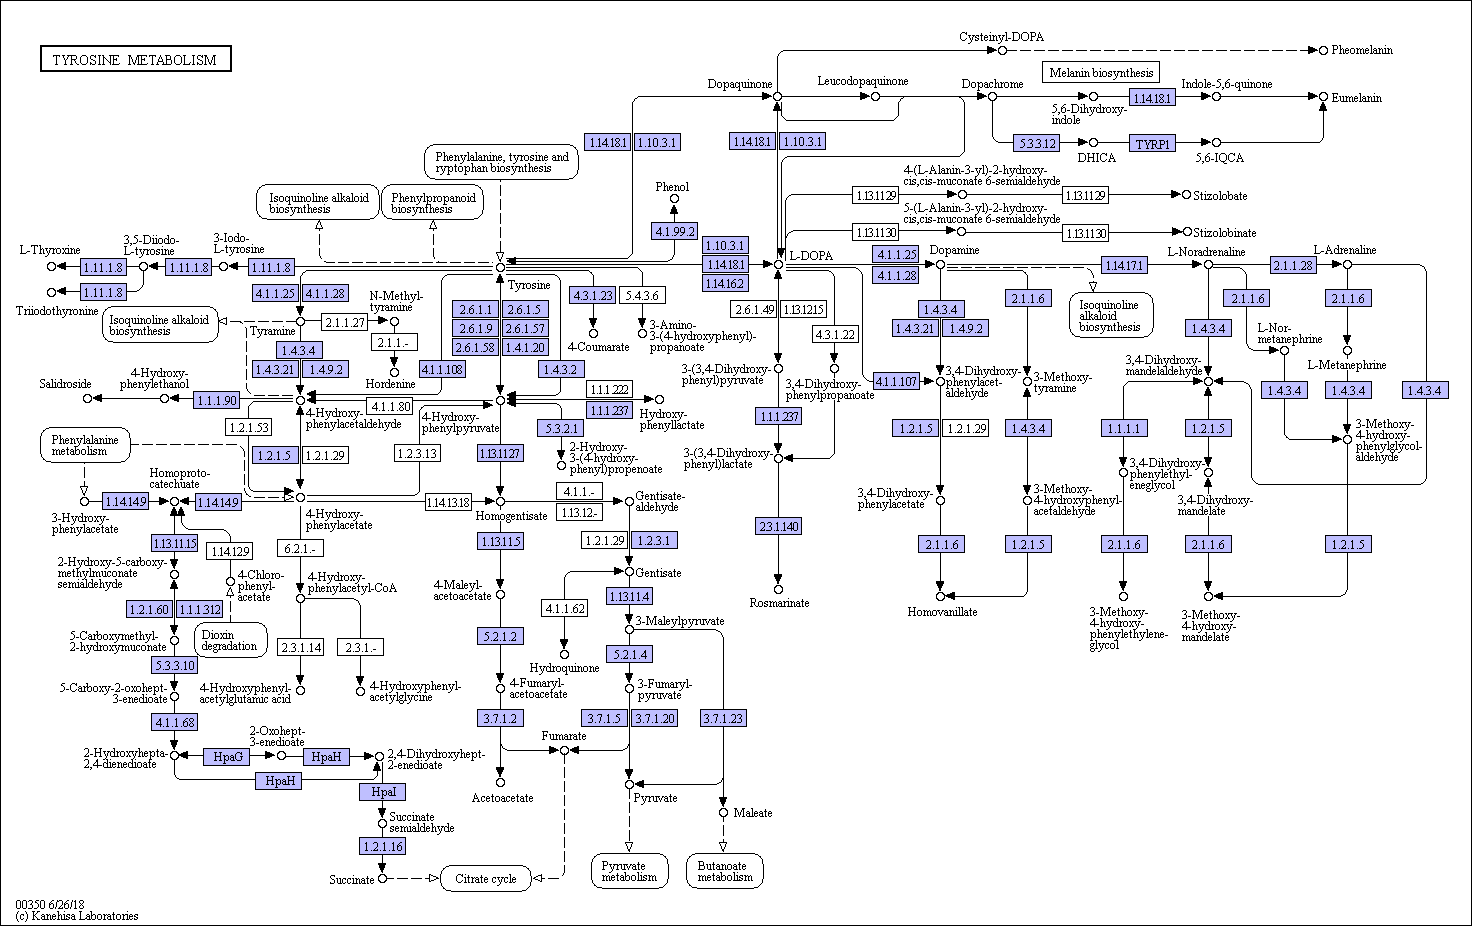 TYROSINE METABOLISM
Cysteinyl-DOPA
Pheomelanin
Melanin biosynthesis
Dopaquinone
Leucodopaquinone
Dopachrome
Indole-5,6-quinone
1.14.18.1
Eumelanin
5,6-Dihydroxy-
indole
1.14.18.1
1.10.3.1
1.14.18.1
1.10.3.1
5.3.3.12
TYRP1
DHICA
5,6-IQCA
Phenylalanine, tyrosine and
ryptophan biosynthesis
Isoquinoline alkaloid
biosynthesis
Phenylpropanoid
biosynthesis
Phenol
4-(L-Alanin-3-yl)-2-hydroxy-
cis,cis-muconate 6-semialdehyde
1.13.11.29
1.13.11.29
Stizolobate
5-(L-Alanin-3-yl)-2-hydroxy-
cis,cis-muconate 6-semialdehyde
1.13.11.30
1.13.11.30
Stizolobinate
4.1.99.2
L-Thyroxine
3,5-Diiodo-
L-tyrosine
3-Iodo-
L-tyrosine
1.11.1.8
1.11.1.8
1.11.1.8
1.11.1.8
Triiodothyronine
1.10.3.1
1.14.18.1
1.14.16.2
L-DOPA
4.1.1.25
4.1.1.28
Dopamine
1.14.17.1
L-Noradrenaline
2.1.1.28
L-Adrenaline
Tyrosine
4.1.1.25
4.1.1.28
N-Methyl-
tyramine
2.1.1.27
2.1.1.-
Hordenine
Isoquinoline alkaloid
biosynthesis
Tyramine
1.4.3.4
1.4.3.21
1.4.9.2
2.6.1.1
2.6.1.5
2.6.1.9
2.6.1.57
2.6.1.58
1.4.1.20
4.1.1.108
1.4.3.2
4.3.1.23
5.4.3.6
4-Coumarate
3-Amino-
3-(4-hydroxyphenyl)-
propanoate
2.6.1.49
1.13.12.15
4.3.1.22
3-(3,4-Dihydroxy-
phenyl)pyruvate
3,4-Dihydroxy-
phenylpropanoate
1.4.3.4
1.4.3.21
1.4.9.2
2.1.1.6
Isoquinoline
alkaloid
biosynthesis
2.1.1.6
1.4.3.4
L-Nor-
metanephrine
2.1.1.6
L-Metanephrine
4.1.1.107
3,4-Dihydroxy-
phenylacet-
aldehyde
3-Methoxy-
tyramine
3,4-Dihydroxy-
mandelaldehyde
1.4.3.4
1.4.3.4
1.4.3.4
Salidroside
4-Hydroxy-
phenylethanol
1.1.1.90
4-Hydroxy-
phenylacetaldehyde
4.1.1.80
4-Hydroxy-
phenylpyruvate
1.1.1.222
1.1.1.237
Hydroxy-
phenyllactate
1.1.1.237
5.3.2.1
2-Hydroxy-
3-(4-hydroxy-
phenyl)propenoate
1.2.1.53
1.2.1.5
1.2.1.29
1.2.3.13
1.13.11.27
3-(3,4-Dihydroxy-
phenyl)lactate
1.2.1.5
1.2.1.29
1.4.3.4
1.1.1.1
1.2.1.5
3-Methoxy-
4-hydroxy-
phenylglycol-
aldehyde
Phenylalanine
metabolism
Homoproto-
catechuate
1.14.14.9
1.14.14.9
3-Hydroxy-
phenylacetate
4-Hydroxy-
phenylacetate
1.14.13.18
Homogentisate
4.1.1.-
1.13.12.-
Gentisate-
aldehyde
3,4-Dihydroxy-
phenylacetate
3-Methoxy-
4-hydroxyphenyl-
acetaldehyde
3,4-Dihydroxy-
phenylethyl-
eneglycol
3,4-Dihydroxy-
mandelate
1.13.11.15
1.14.12.9
6.2.1.-
1.13.11.5
1.2.1.29
1.2.3.1
2.3.1.140
2.1.1.6
1.2.1.5
2.1.1.6
2.1.1.6
1.2.1.5
2-Hydroxy-5-carboxy-
methylmuconate
semialdehyde
4-Chloro-
phenyl-
acetate
4-Hydroxy-
phenylacetyl-CoA
4-Maleyl-
acetoacetate
Gentisate
1.13.11.4
4.1.1.62
Rosmarinate
Homovanillate
3-Methoxy-
4-hydroxy-
phenylethylene-
glycol
3-Methoxy-
4-hydroxy-
mandelate
1.2.1.60
1.1.1.312
Dioxin
degradation
5-Carboxymethyl-
2-hydroxymuconate
5.3.3.10
2.3.1.14
2.3.1.-
5.2.1.2
3-Maleylpyruvate
5.2.1.4
Hydroquinone
5-Carboxy-2-oxohept-
3-enedioate
4-Hydroxyphenyl-
acetylglutamic acid
4-Hydroxyphenyl-
acetylglycine
4-Fumaryl-
acetoacetate
3-Fumaryl-
pyruvate
4.1.1.68
3.7.1.2
3.7.1.5
3.7.1.20
3.7.1.23
2-Hydroxyhepta-
2,4-dienedioate
HpaG
2-Oxohept-
3-enedioate
HpaH
2,4-Dihydroxyhept-
2-enedioate
HpaH
HpaI
Fumarate
Acetoacetate
Pyruvate
Maleate
Succinate
semialdehyde
1.2.1.16
Succinate
Citrate cycle
Pyruvate
metabolism
Butanoate
metabolism
00350 6/26/18
(c) Kanehisa Laboratories